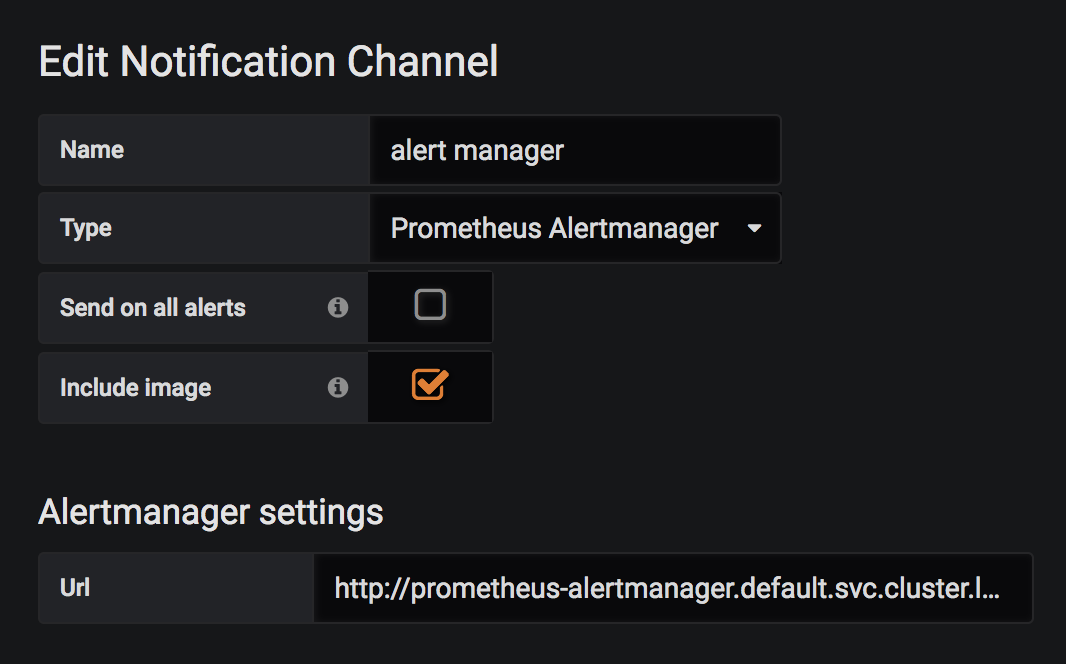 Edit Notification Channel
Name alert manager
Type Prometheus Alertmanager
Send on all alerts
Include image
Alertmanager settings
Url http://prometheus-alertmanager.default.svc.cluster.l...